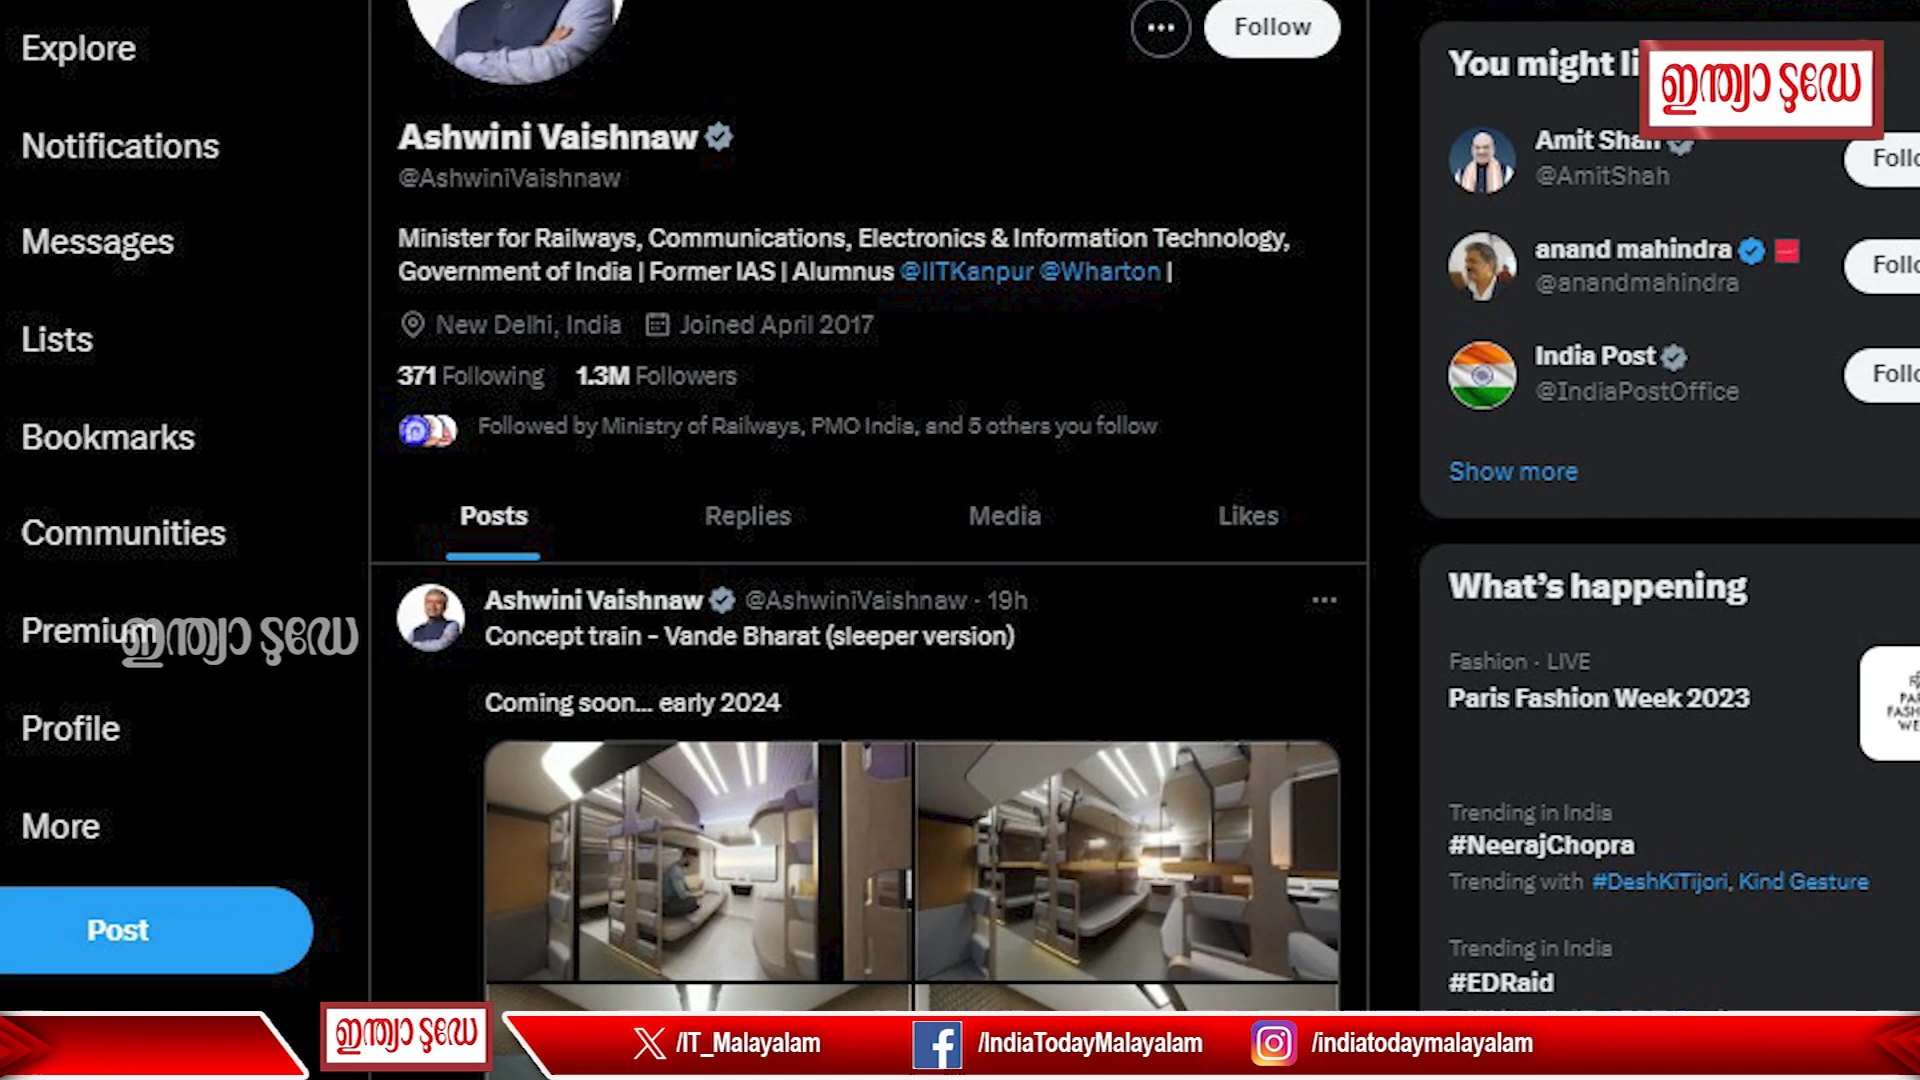 Explore
Notifications
Messages
Lists
Bookmarks
Communities
Premium
Profile
More
Post
ഇന്ത്യാ ടുഡേ
Follow
Ashwini Vaishnaw
@AshwiniVaishnaw
Minister for Railways, Communications, Electronics & Information Technology,
Government of India | Former IAS | Alumnus @IITKanpur @Wharton |
New Delhi, India Joined April 2017
371 Following 1.3M Followers
Followed by Ministry of Railways, PMO India, and 5 others you follow
Posts Replies Media Likes
Ashwini Vaishnaw @AshwiniVaishnaw · 19h
Concept train - Vande Bharat (sleeper version)
Coming soon... early 2024
You might li
ഇന്ത്യാ ടുഡേ
Amit Shah
@AmitShah
Follo
anand mahindra
@anandmahindra
Follo
India Post
@IndiaPostOffice
Follo
Show more
What's happening
Fashion · LIVE
Paris Fashion Week 2023
Trending in India
#NeerajChopra
Trending with #DeshKiTijori, Kind Gesture
Trending in India
#EDRaid
ഇന്ത്യാ ടുഡേ
/IT_Malayalam /IndiaTodayMalayalam /indiatodaymalayalam